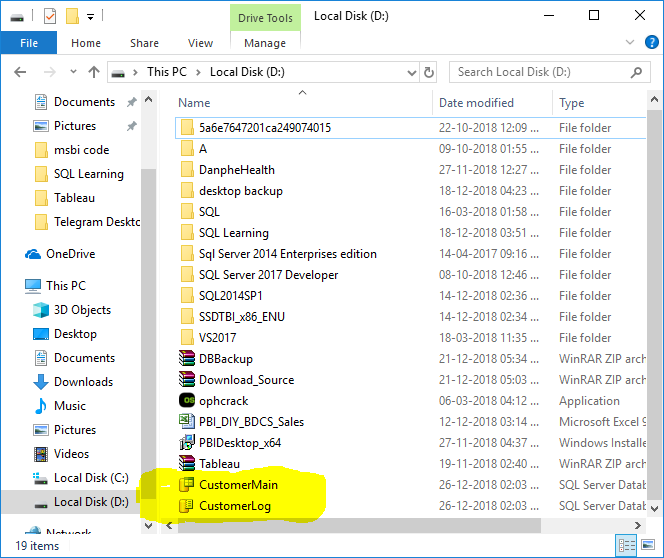 Drive Tools
Local Disk (D:)
File
Home
Share
View
Manage
This PC
Local Disk (D:)
Search Local Disk (D:)
Documents
Pictures
msbi code
SQL Learning
Tableau
Telegram Deskto
OneDrive
This PC
3D Objects
Desktop
Documents
Downloads
Music
Pictures
Videos
Local Disk (C:)
Local Disk (D:)
Network
Name Date modified Type
5a6e7647201ca249074015 22-10-2018 12:09 ... File folder
A 09-10-2018 01:55 ... File folder
DanpheHealth 27-11-2018 12:27 ... File folder
desktop backup 18-12-2018 04:23 ... File folder
SQL 16-03-2018 01:58 ... File folder
SQL Learning 18-12-2018 03:51 ... File folder
Sql Server 2014 Enterprises edition 14-04-2017 09:16 ... File folder
SQL Server 2017 Developer 08-10-2018 12:46 ... File folder
SQL2014SP1 14-12-2018 02:36 ... File folder
SSDTBI_x86_ENU 14-12-2018 02:34 ... File folder
VS2017 18-03-2018 11:35 ... File folder
DBBackup 21-12-2018 05:34 ... WinRAR ZIP arch
Download_Source 21-12-2018 05:03 ... WinRAR ZIP arch
ophcrack 06-03-2018 04:12 ... Application
PBI_DIY_BDCS_Sales 12-12-2018 03:14 ... Microsoft Excel 9
PBIDesktop_x64 27-11-2018 04:37 ... Windows Installe
Tableau 19-11-2018 02:40 ... WinRAR ZIP arch
CustomerMain 26-12-2018 02:03 ... SQL Server Datab
CustomerLog 26-12-2018 02:03 ... SQL Server Datab
19 items